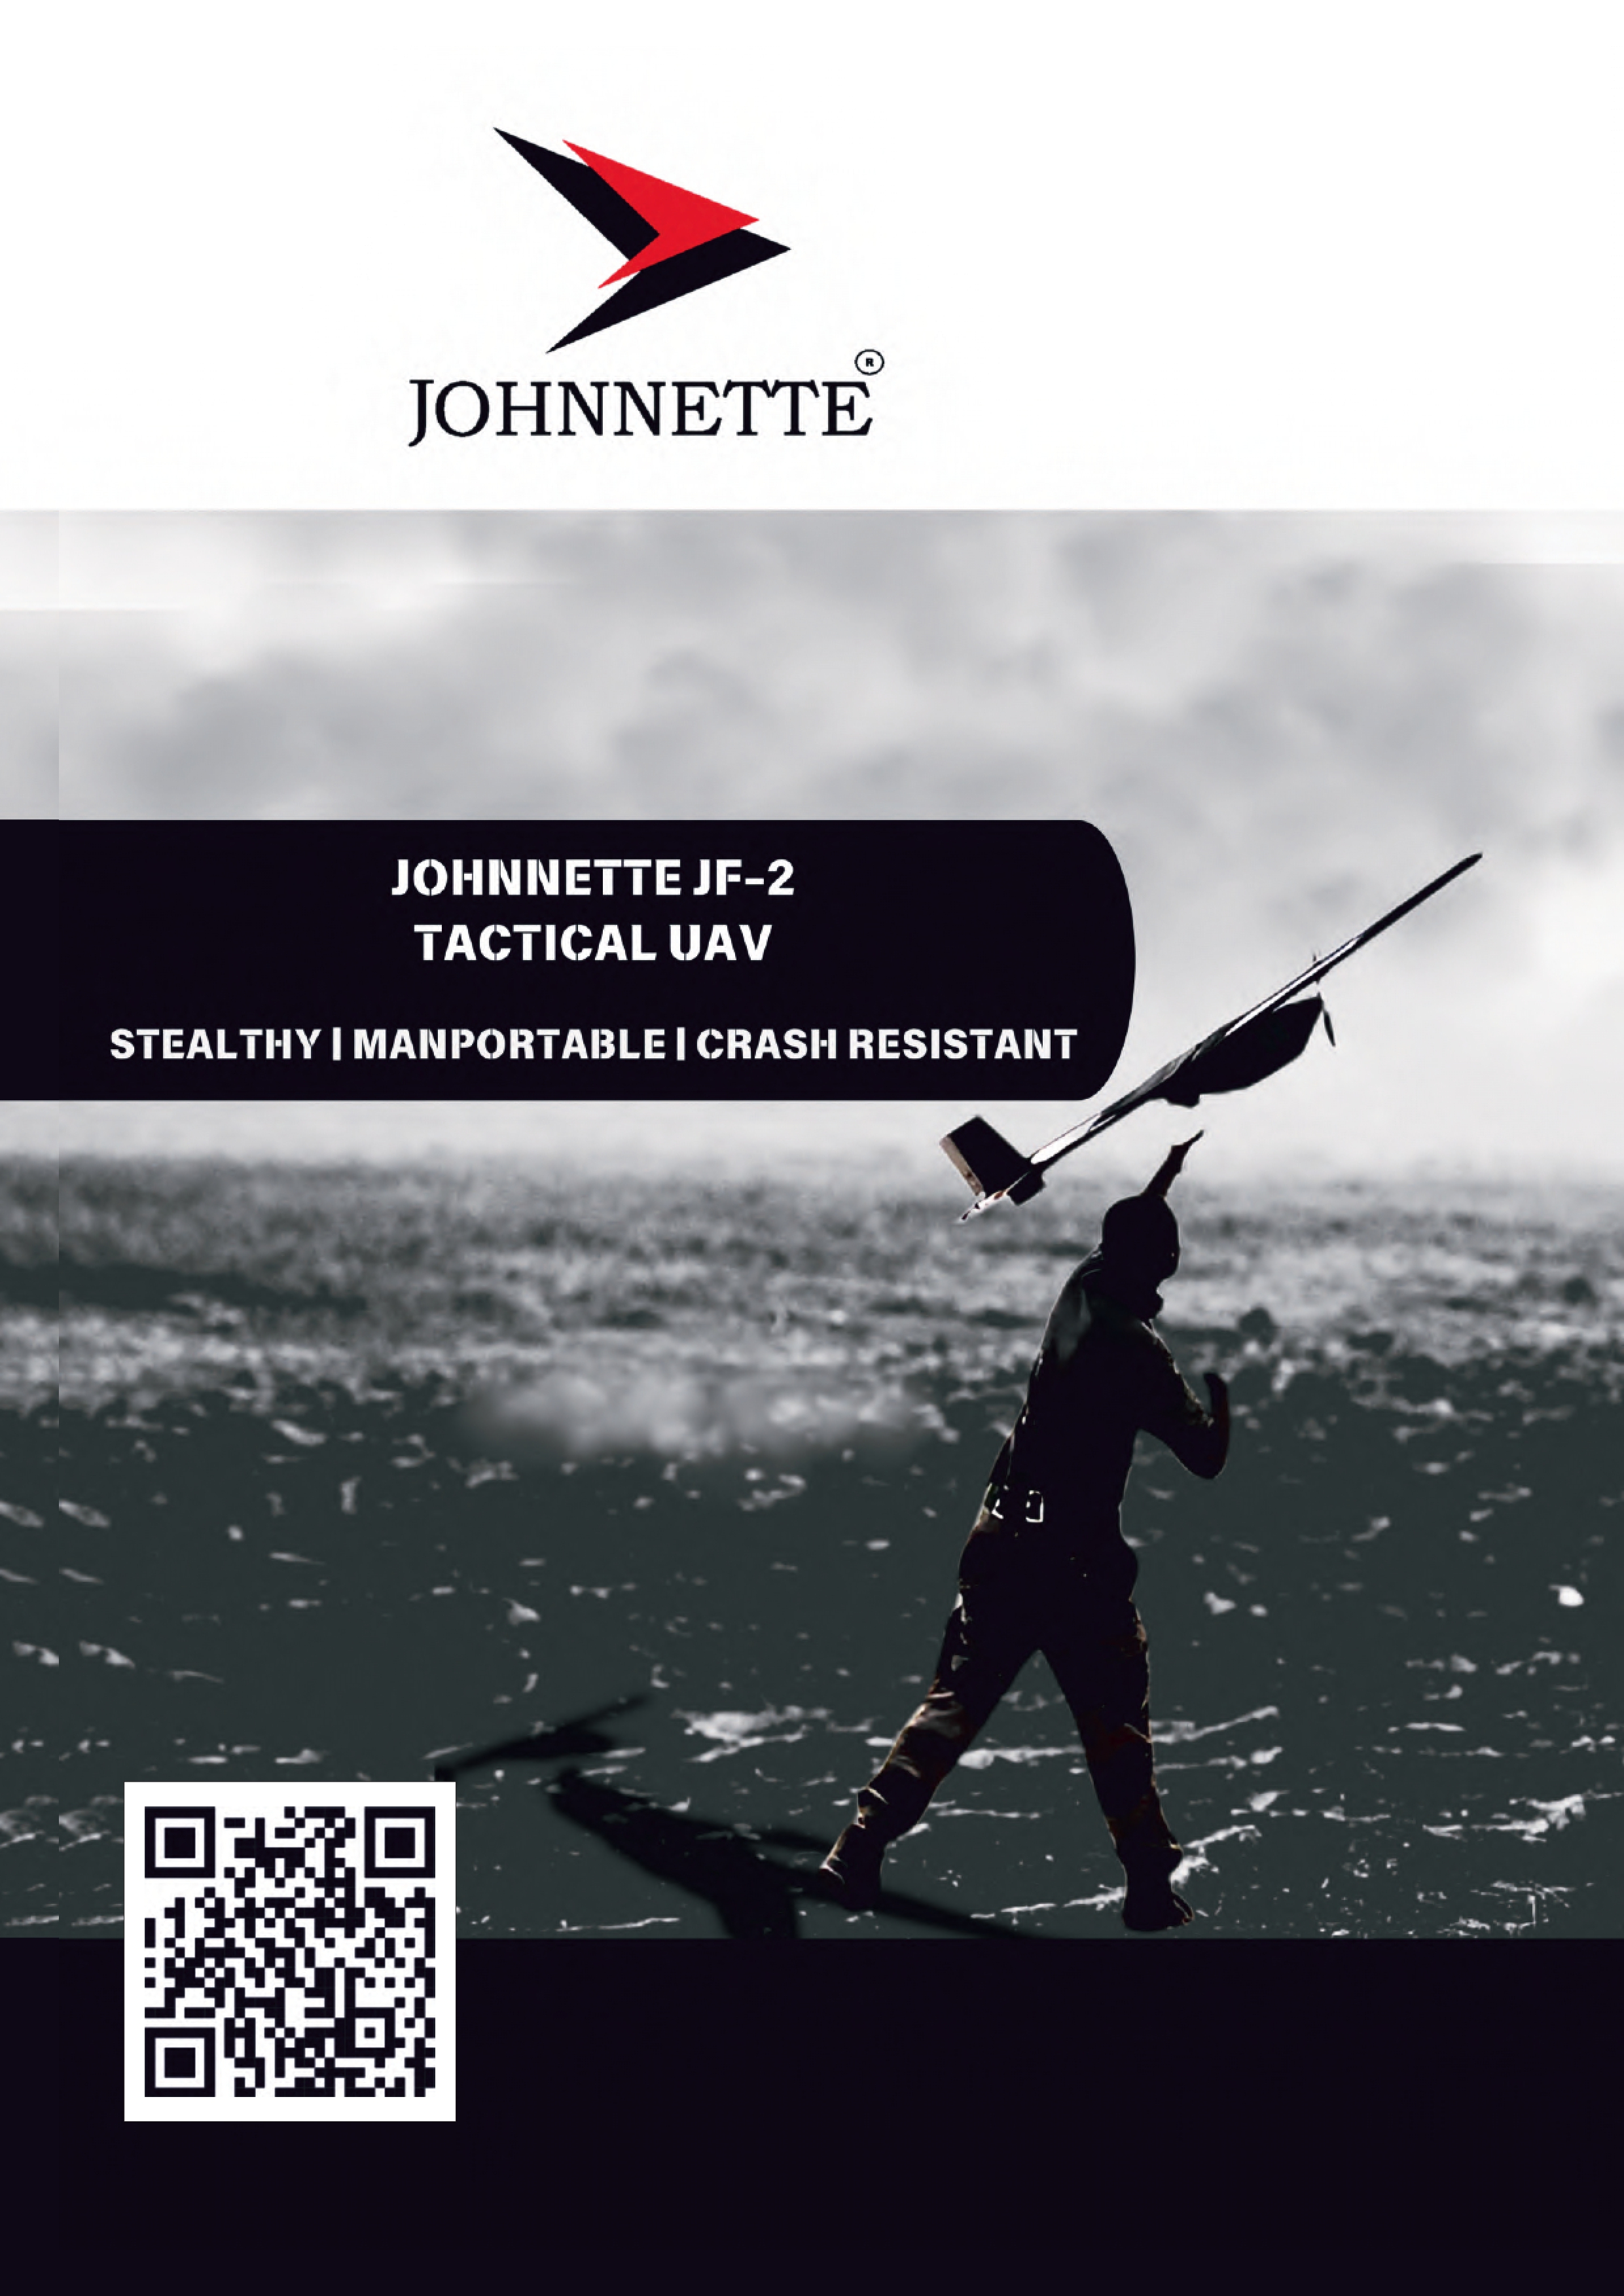 JOHNNETTE®
JOHNNETTE JF-2
TACTICAL UAV
STEALTHY | MANPORTABLE | CRASH RESISTANT